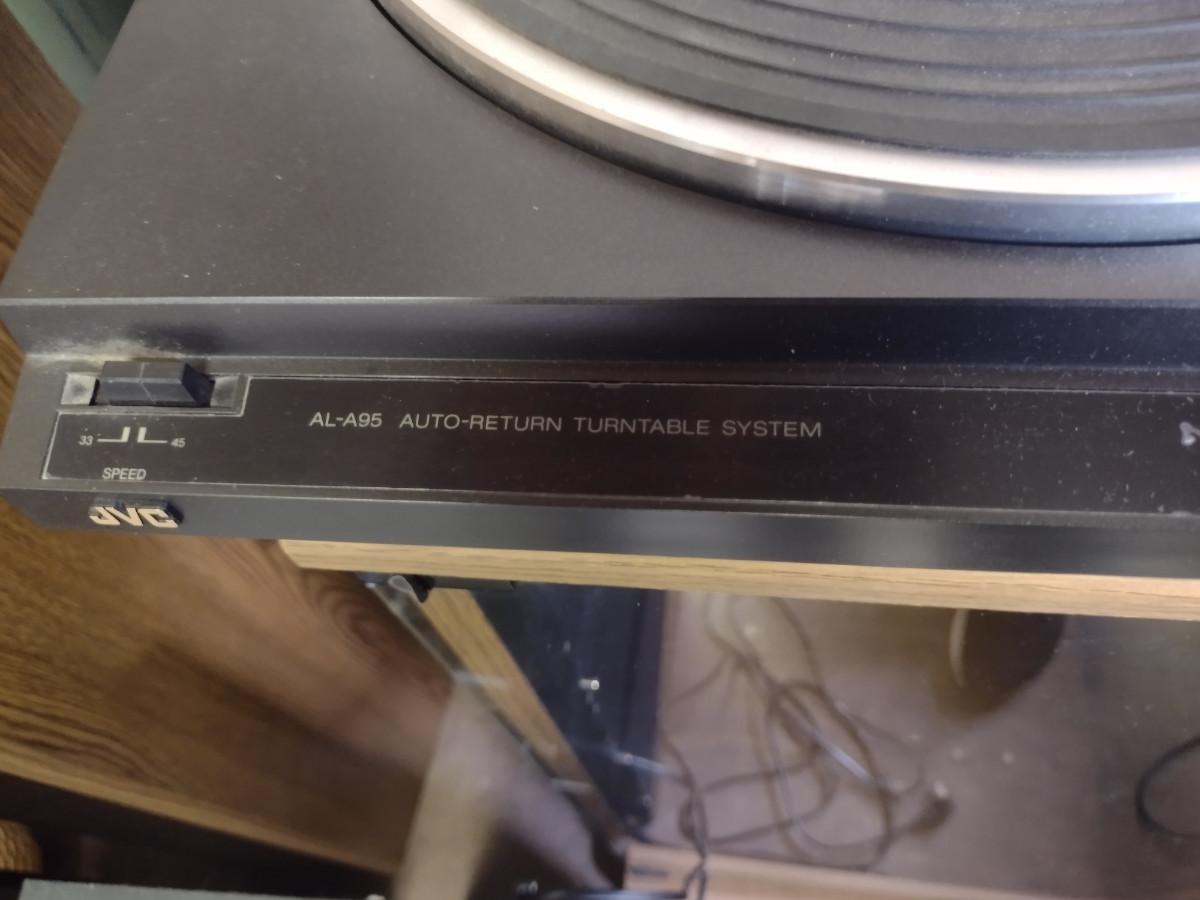 AL-A95 AUTO-RETURN TURNTABLE SYSTEM
33 45
SPEED
JVC